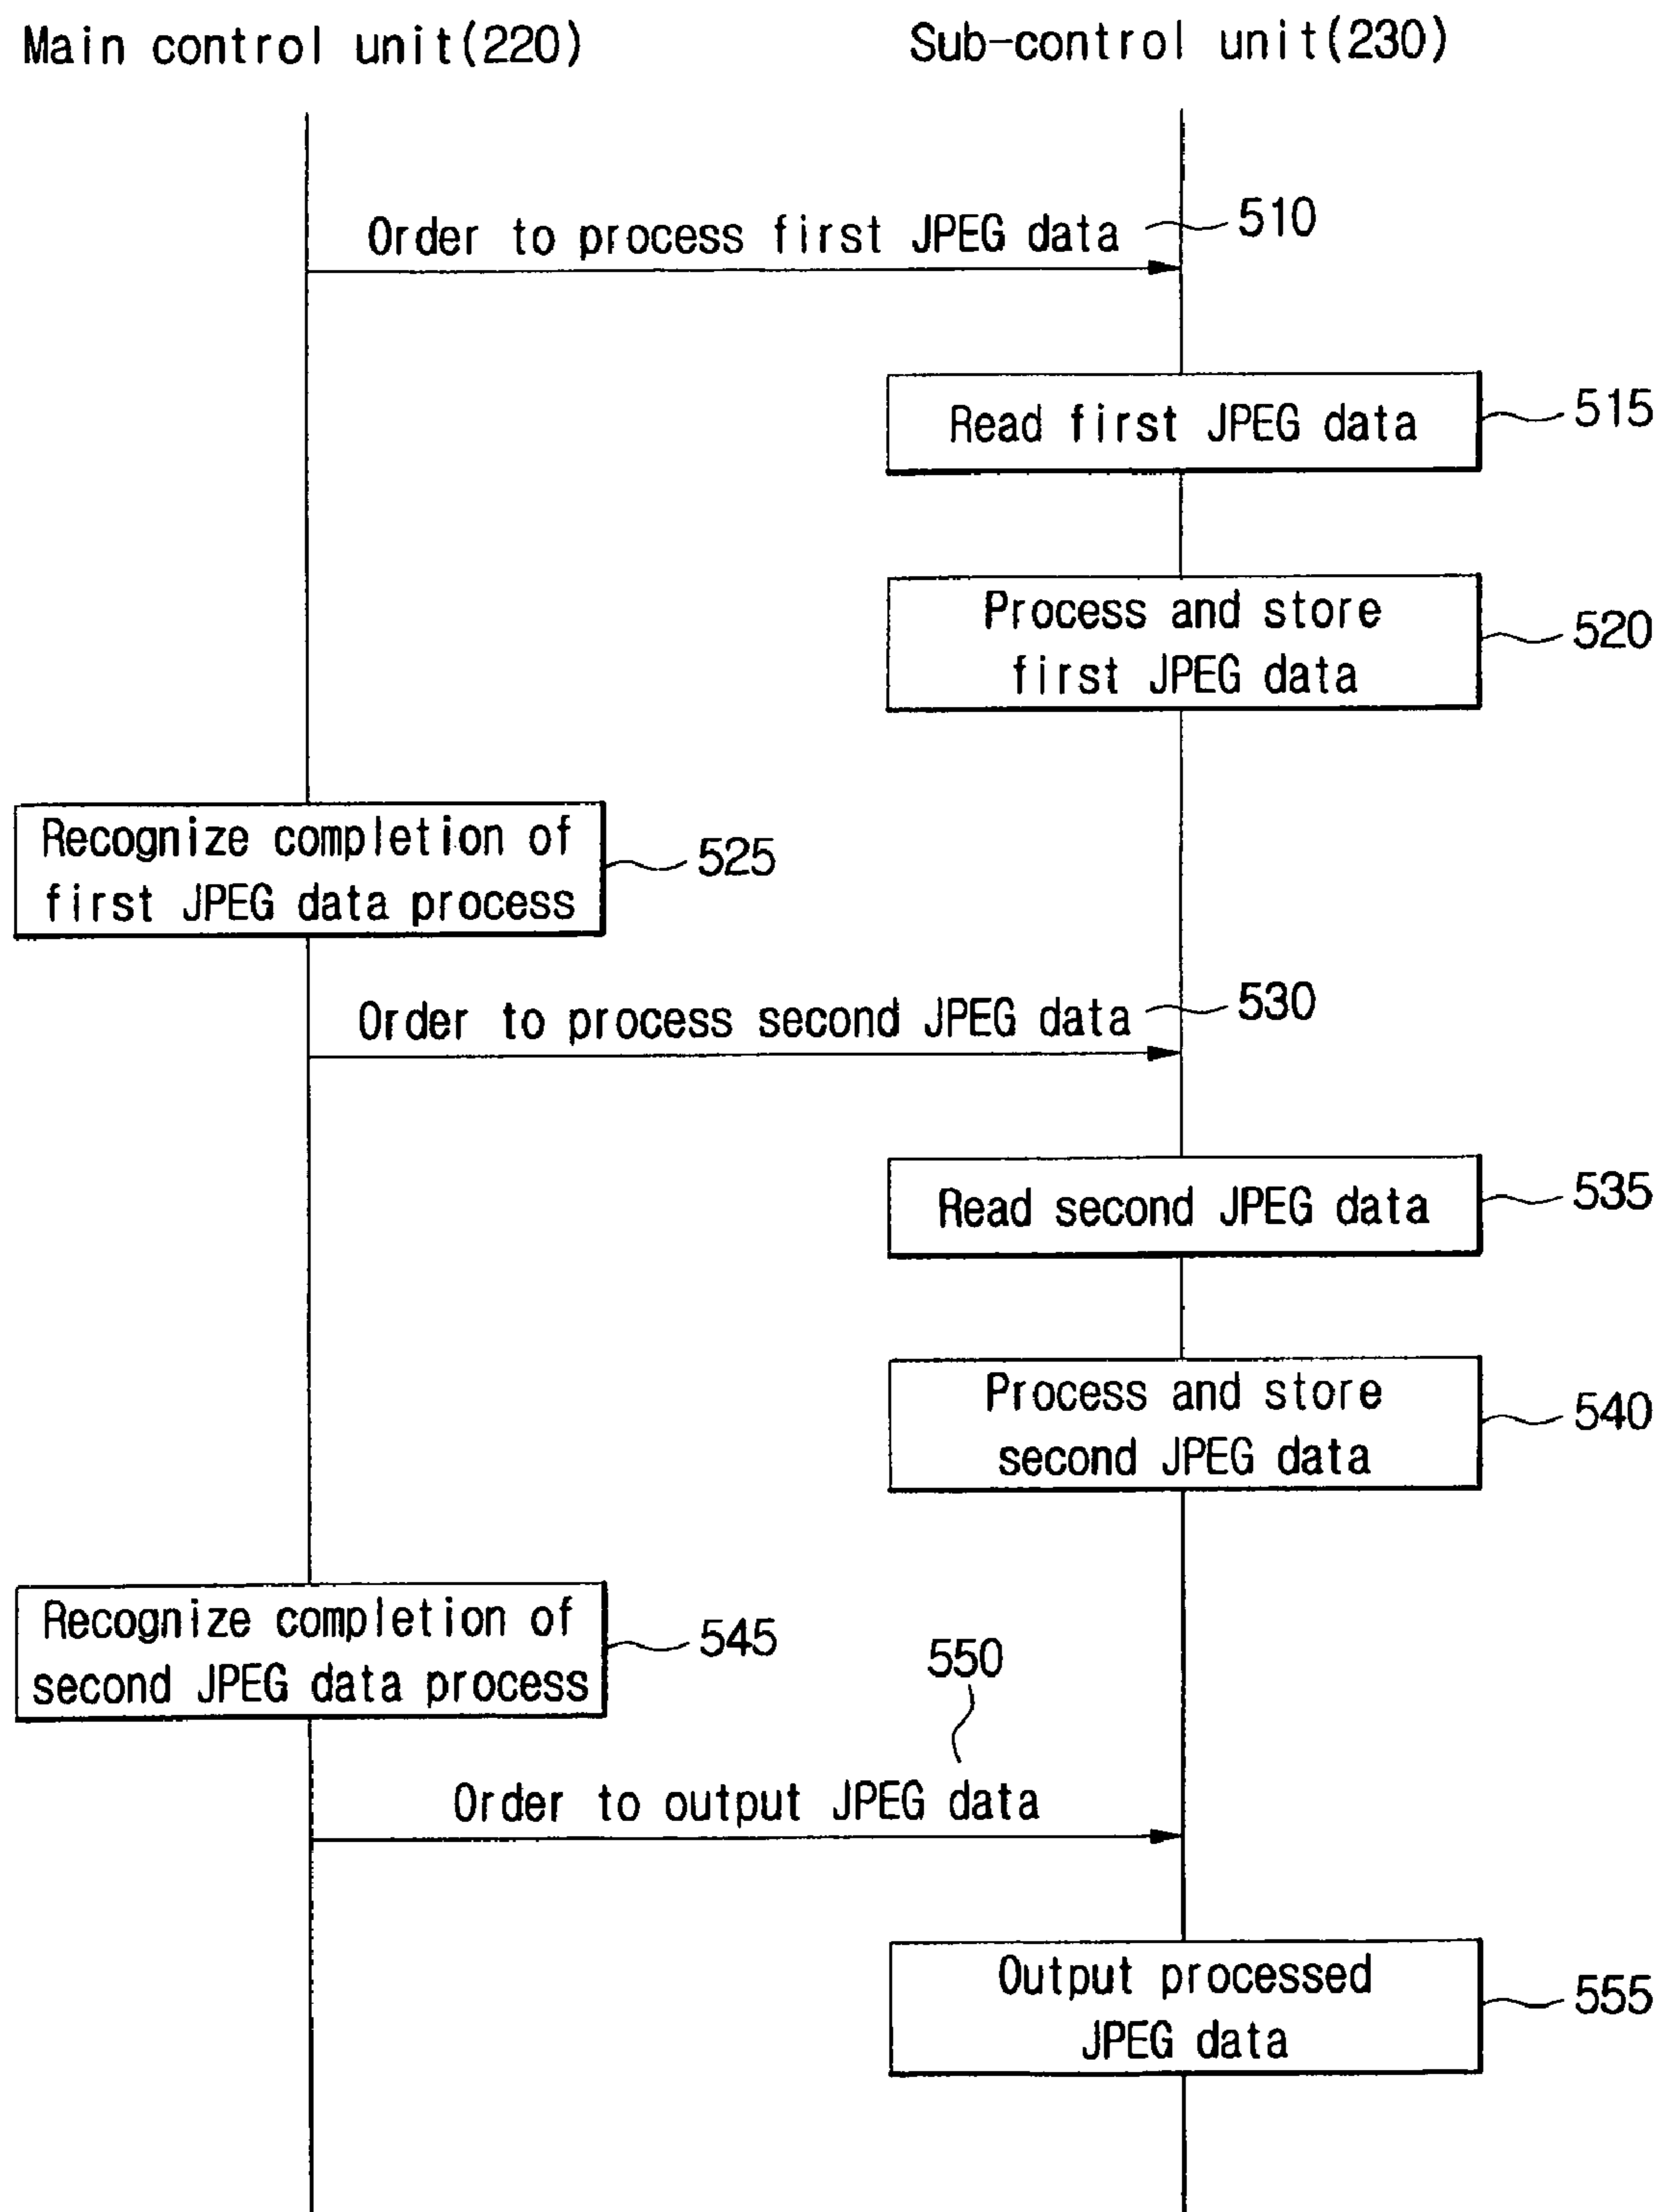 Main control unit(220)
Sub-control unit(230)
Order to process first JPEG data
510
Read first JPEG data
515
Process and store
first JPEG data
520
Recognize completion of
first JPEG data process
525
Order to process second JPEG data
530
Read second JPEG data
535
Process and store
second JPEG data
540
Recognize completion of
second JPEG data process
545
550
Order to output JPEG data
Output processed
JPEG data
555